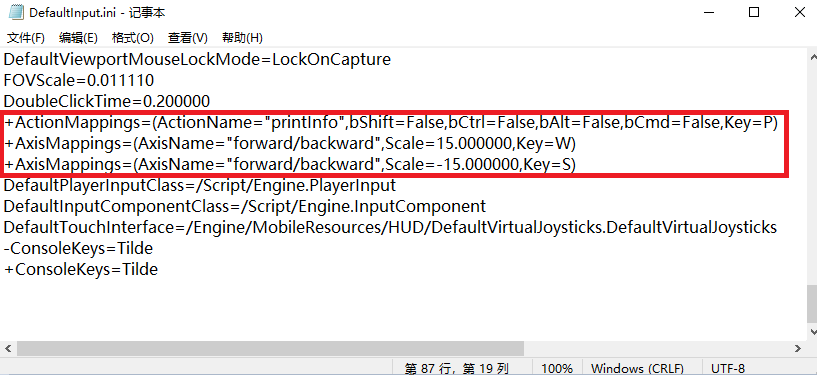 DefaultInput.ini - 记事本
文件(F) 编辑(E) 格式(O) 查看(V) 帮助(H)
DefaultViewportMouseLockMode=LockOnCapture
FOVScale=0.011110
DoubleClickTime=0.200000
+ActionMappings=(ActionName="printInfo",bShift=False,bCtrl=False,bAlt=False,bCmd=False,Key=P)
+AxisMappings=(AxisName="forward/backward",Scale=15.000000,Key=W)
+AxisMappings=(AxisName="forward/backward",Scale=-15.000000,Key=S)
DefaultPlayerInputClass=/Script/Engine.PlayerInput
DefaultInputComponentClass=/Script/Engine.InputComponent
DefaultTouchInterface=/Engine/MobileResources/HUD/DefaultVirtualJoysticks.DefaultVirtualJoysticks
-ConsoleKeys=Tilde
+ConsoleKeys=Tilde
第 87 行，第 19 列 100% Windows (CRLF) UTF-8